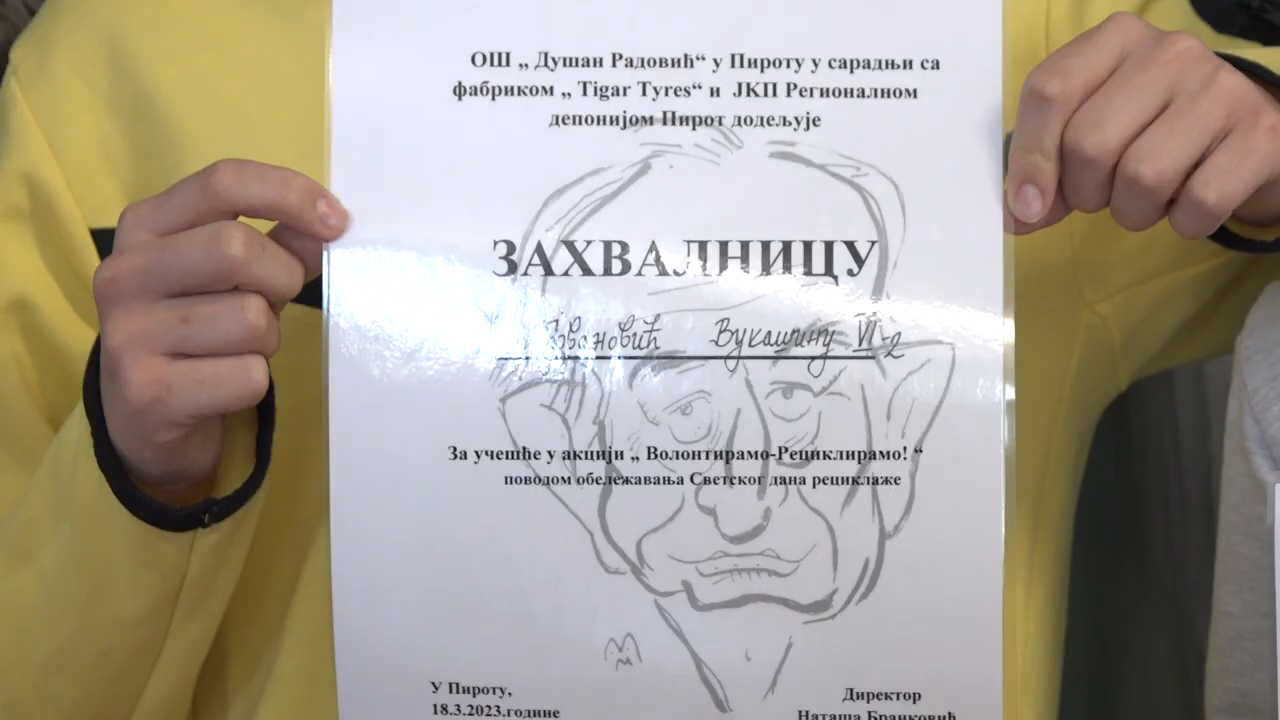 ОШ „ Душан Радовић“ у Пироту у сарадњи са
фабриком „ Tigar Tyres“ и ЈКП Регионалном
депонијом Пирот додељује
ЗАХВАЛНИЦУ
Вукашину VI-2
За учешће у акцији „ Волонтирамо-Рециклирамо! “
поводом обележавања Светског дана рециклаже
У Пироту,
18.3.2023.године
Директор
Наташа Бранковић